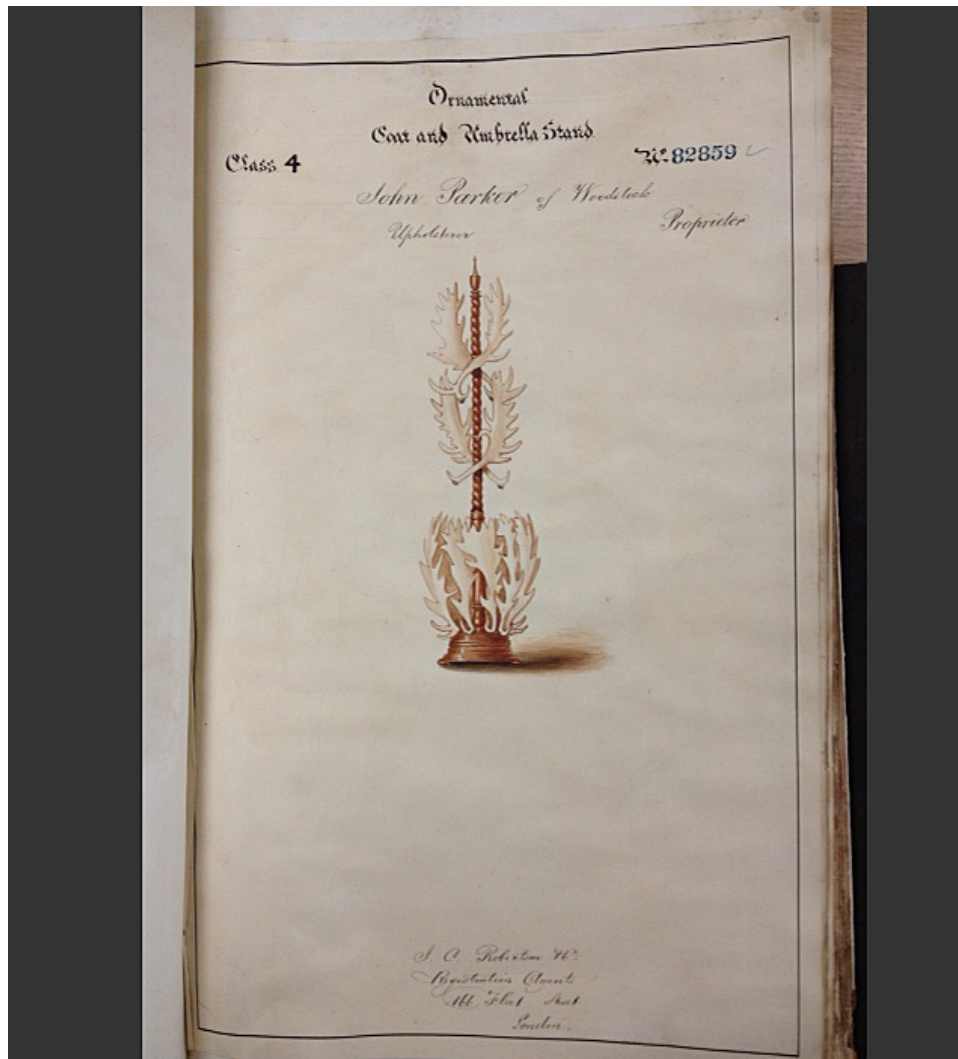 Ornamental
Coat and Umbrella Stand
Class 4
No. 82859
John Parker of Woodstock
Upholsterer
Proprietor
J. C. Robertson & Co.
Registration Agents
166 Fleet Street
London.